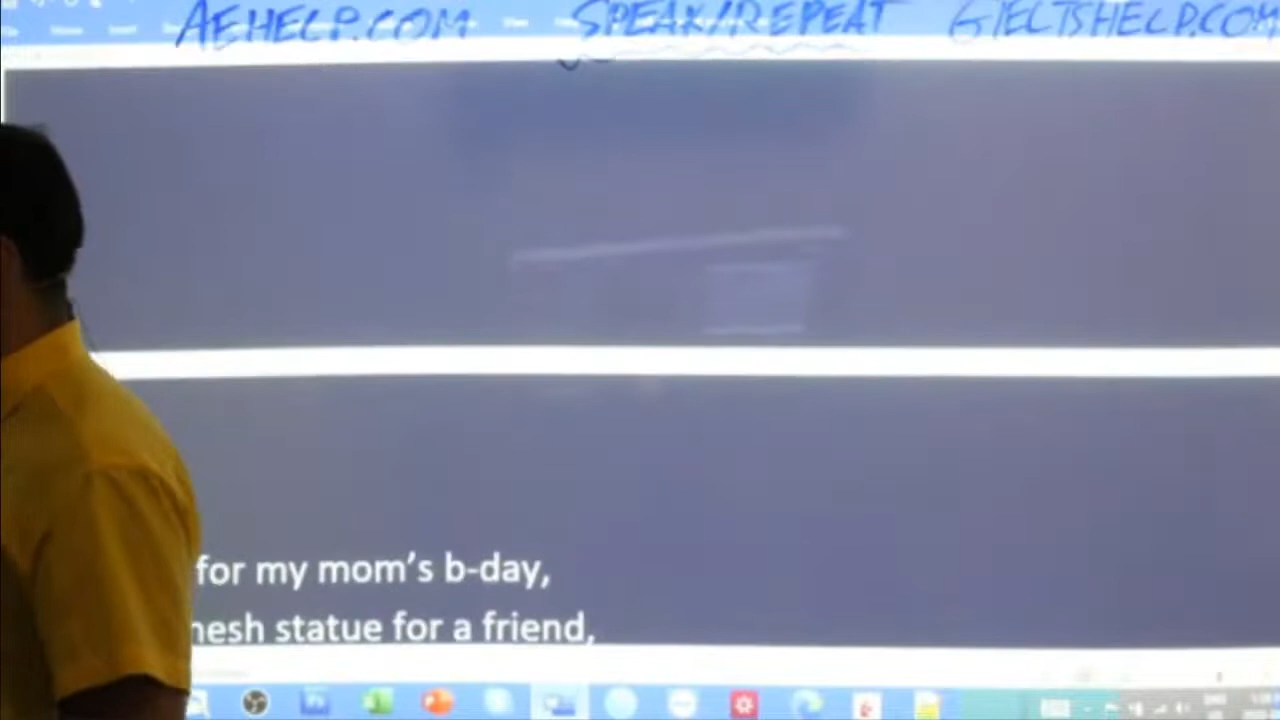 AEHELP.COM SPEAK/REPEAT GIELTSHELP.COM
for my mom's b-day,
nesh statue for a friend,